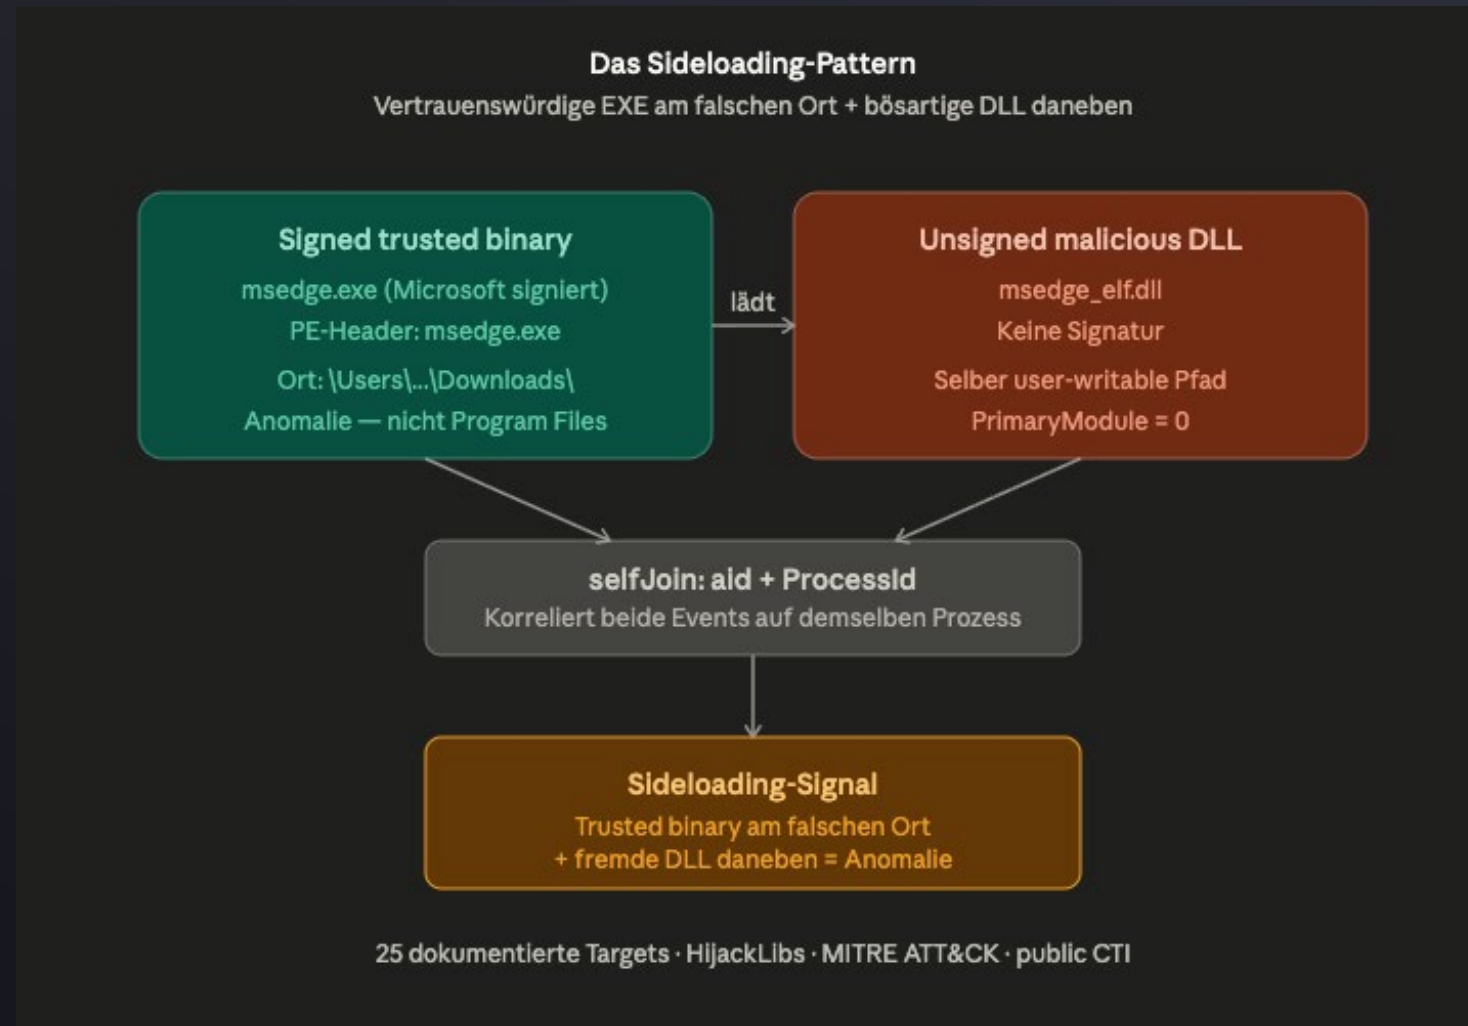 Das Sideloading-Pattern
Vertrauenswürdige EXE am falschen Ort + bösartige DLL daneben
Signed trusted binary
msedge.exe (Microsoft signiert)
PE-Header: msedge.exe
Ort: \Users\...\Downloads\
Anomalie — nicht Program Files
lädt
Unsigned malicious DLL
msedge_elf.dll
Keine Signatur
Selber user-writable Pfad
PrimaryModule = 0
selfJoin: aid + ProcessId
Korreliert beide Events auf demselben Prozess
Sideloading-Signal
Trusted binary am falschen Ort
+ fremde DLL daneben = Anomalie
25 dokumentierte Targets · HijackLibs · MITRE ATT&CK · public CTI